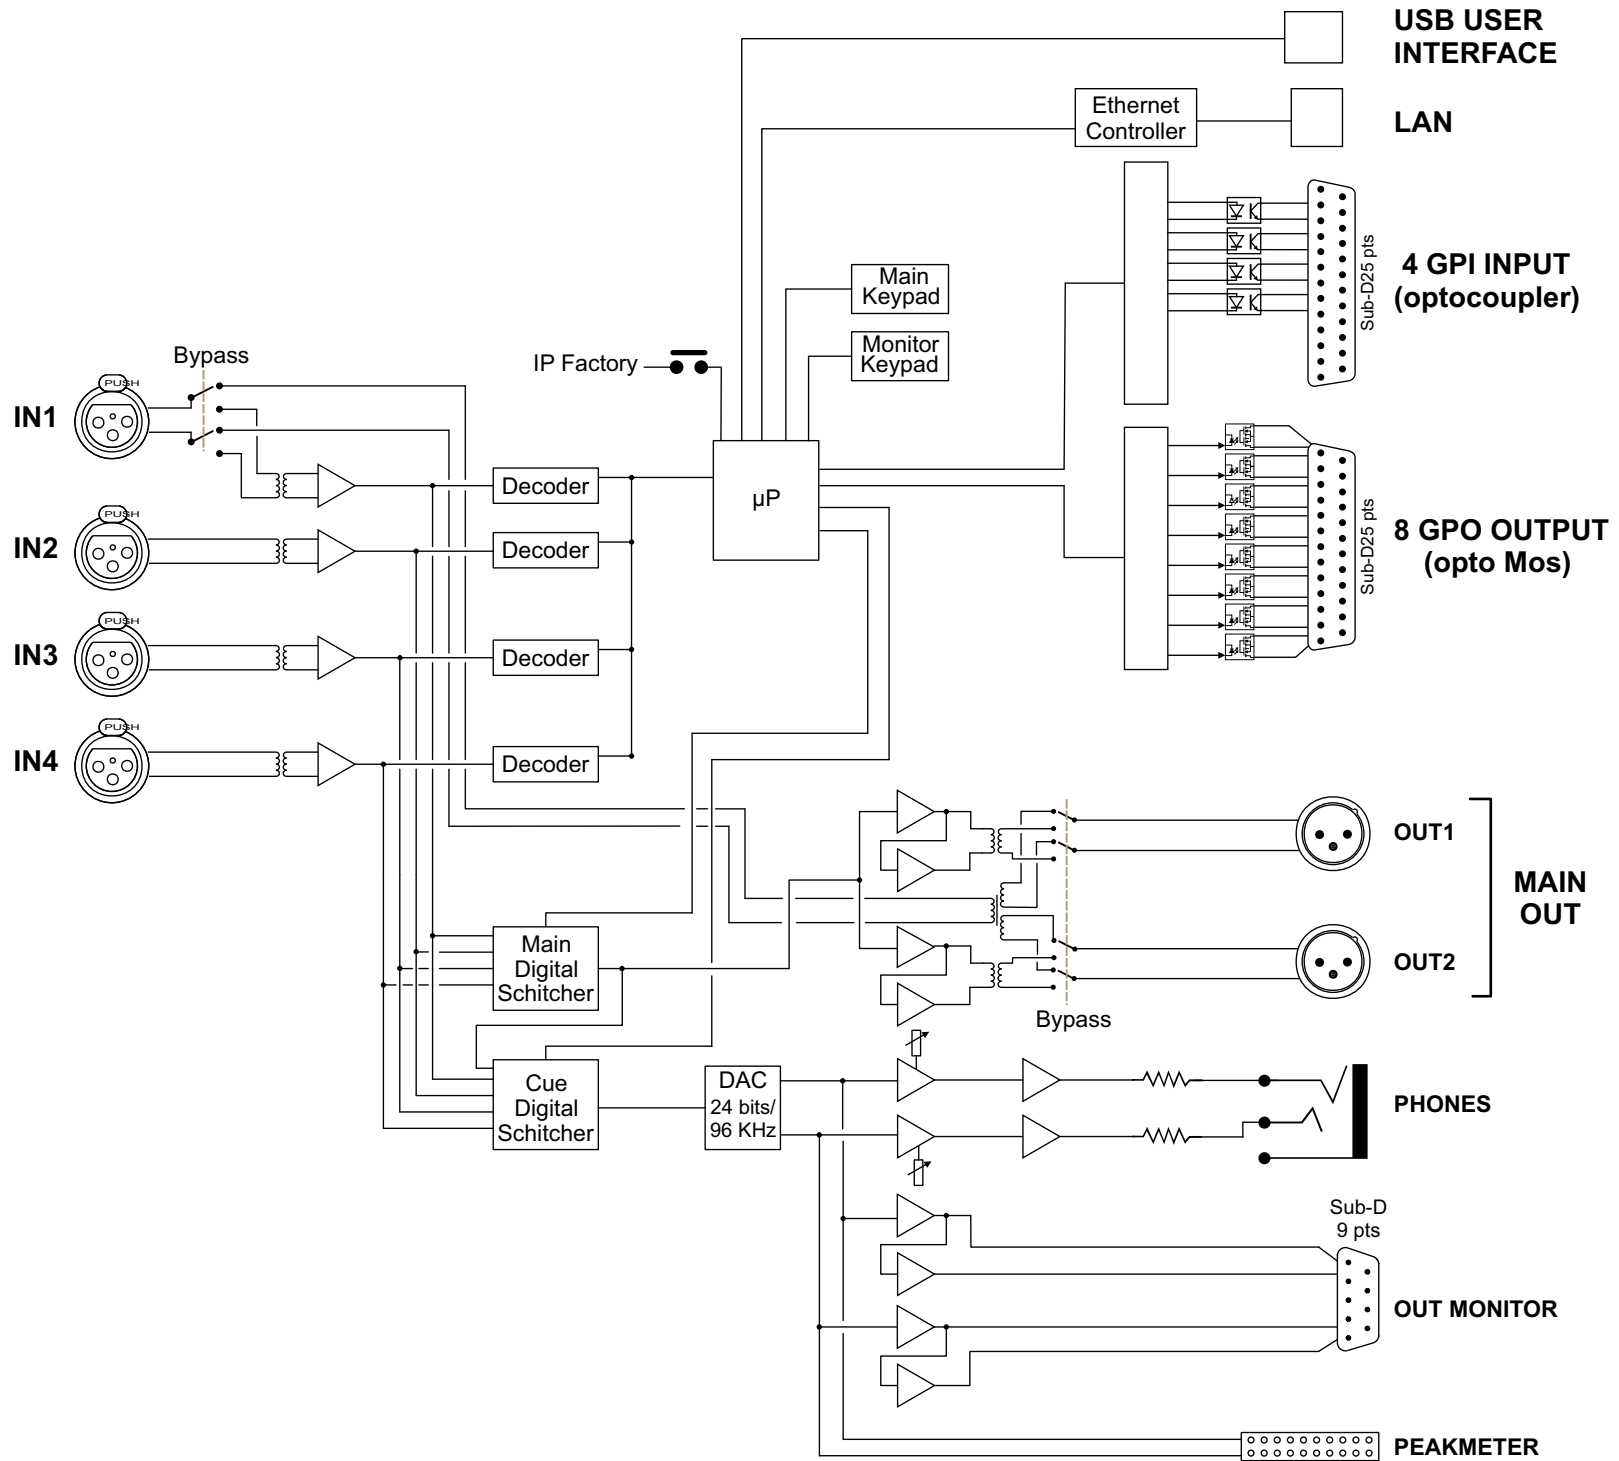 USB USER
INTERFACE
Ethernet
Controller
LAN
Sub-D25 pts
4 GPI INPUT
(optocoupler)
Main
Keypad
Monitor
Keypad
IP Factory
Bypass
PUSH
IN1
Decoder
µP
Sub-D25 pts
8 GPO OUTPUT
(opto Mos)
PUSH
IN2
Decoder
PUSH
IN3
Decoder
PUSH
IN4
Decoder
OUT1
MAIN
OUT
OUT2
Bypass
Main
Digital
Schitcher
Cue
Digital
Schitcher
DAC
24 bits/
96 KHz
PHONES
Sub-D
9 pts
OUT MONITOR
PEAKMETER